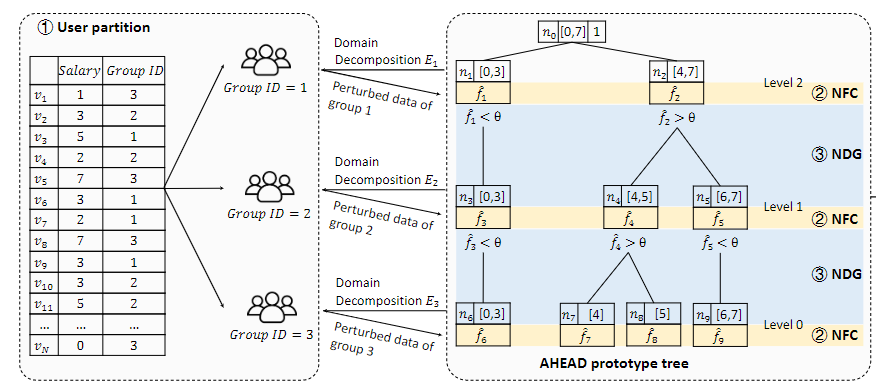 ① User partition
Salary Group ID
v1 1 3
v2 3 2
v3 5 1
v4 2 2
v5 7 3
v6 3 1
v7 2 1
v8 7 3
v9 3 1
v10 3 2
v11 5 2
... ... ...
vN 0 3
Group ID = 1
Group ID = 2
Group ID = 3
Domain
Decomposition E1
Perturbed data of
group 1
Domain
Decomposition E2
Perturbed data of
group 2
Domain
Decomposition E3
Perturbed data of
group 3
n0 [0,7] 1
n1 [0,3] n2 [4,7]
Level 2
f̂1 f̂2
② NFC
f̂1 < θ f̂2 > θ
③ NDG
n3 [0,3] n4 [4,5] n5 [6,7]
Level 1
f̂3 f̂4 f̂5
② NFC
f̂3 < θ f̂4 > θ f̂5 < θ
③ NDG
n6 [0,3] n7 [4] n8 [5] n9 [6,7]
Level 0
f̂6 f̂7 f̂8 f̂9
② NFC
AHEAD prototype tree